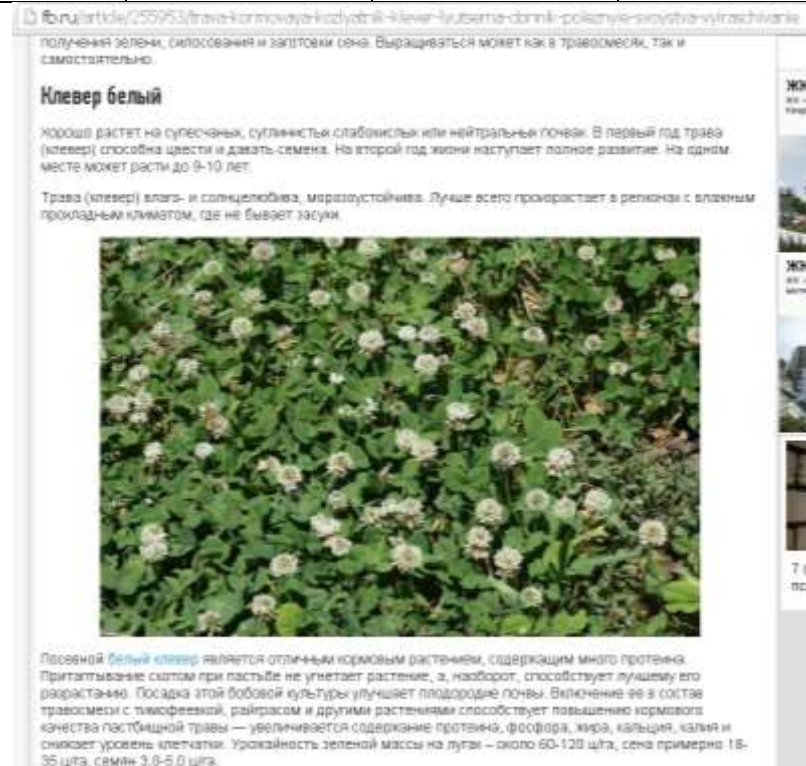 fb.ru/article/255953/trava-kormovaya-kozlyatnik-klever-lyutserna-donnik-poleznyie-svoystva-vyiraschivanie
получения зелени, силосования и заготовки сена. Выращиваться может как в травосмесях, так и
самостоятельно.
Клевер белый
Хорошо растет на супесчаных, суглинистых слабокислых или нейтральных почвах. В первый год трава
(клевер) способна цвести и давать семена. На второй год жизни наступает полное развитие. На одном
месте может расти до 9-10 лет.
Трава (клевер) влаго- и солнцелюбива, морозоустойчива. Лучше всего произрастает в регионах с влажным
прохладным климатом, где не бывает засухи.
Посевной белый клевер является отличным кормовым растением, содержащим много протеина.
Притаптывание скотом при пастьбе не угнетает растение, а, наоборот, способствует лучшему его
разрастанию. Посадка этой бобовой культуры улучшает плодородие почвы. Включение ее в состав
травосмеси с тимофеевкой, райграсом и другими растениями способствует повышению кормового
качества пастбищной травы — увеличивается содержание протеина, фосфора, жира, кальция, калия и
снижает уровень клетчатки. Урожайность зеленой массы на лугах – около 60-120 ц/га, сена примерно 18-
35 ц/га, семян 3,0-5,0 ц/га.